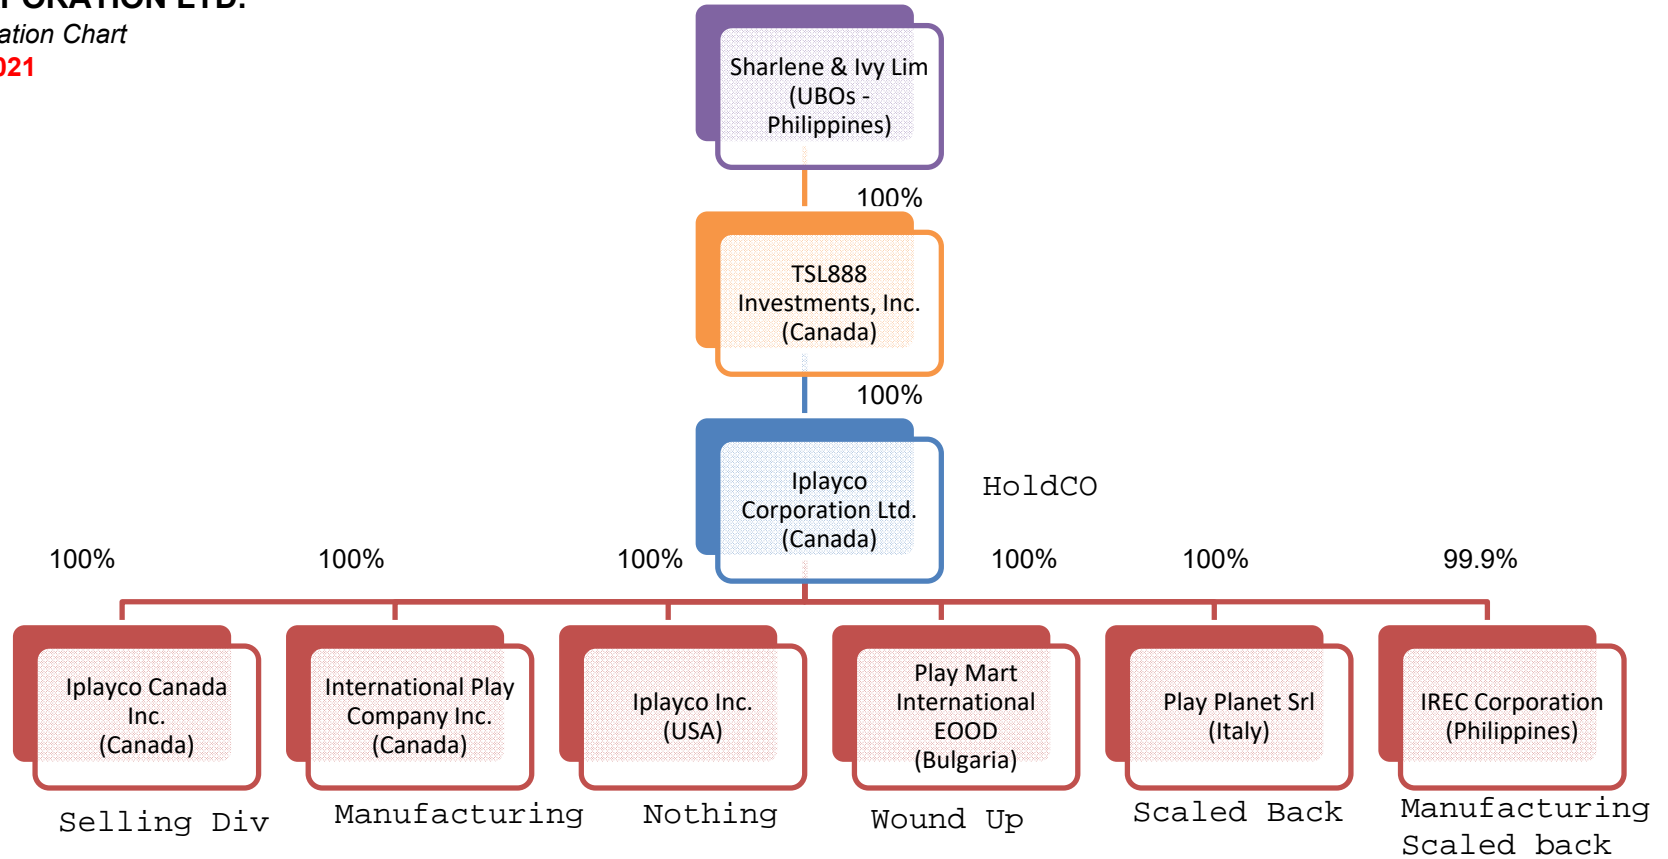 PORATION LTD.
ation Chart
021
Sharlene & Ivy Lim
(UBOs -
Philippines)
100%
TSL888
Investments, Inc.
(Canada)
100%
Iplayco
Corporation Ltd.
(Canada)
HoldCO
100%
100%
100%
100%
100%
99.9%
Iplayco Canada
Inc.
(Canada)
International Play
Company Inc.
(Canada)
Iplayco Inc.
(USA)
Play Mart
International
EOOD
(Bulgaria)
Play Planet Srl
(Italy)
IREC Corporation
(Philippines)
Selling Div
Manufacturing
Nothing
Wound Up
Scaled Back
Manufacturing
Scaled back